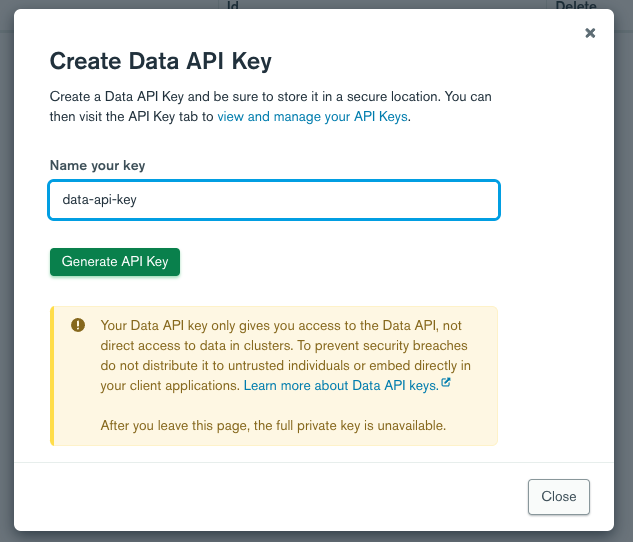 Id
Delete
Create Data API Key
Create a Data API Key and be sure to store it in a secure location. You can
then visit the API Key tab to view and manage your API Keys.
Name your key
data-api-key
Generate API Key
Your Data API key only gives you access to the Data API, not
direct access to data in clusters. To prevent security breaches
do not distribute it to untrusted individuals or embed directly in
your client applications. Learn more about Data API keys.
After you leave this page, the full private key is unavailable.
Close